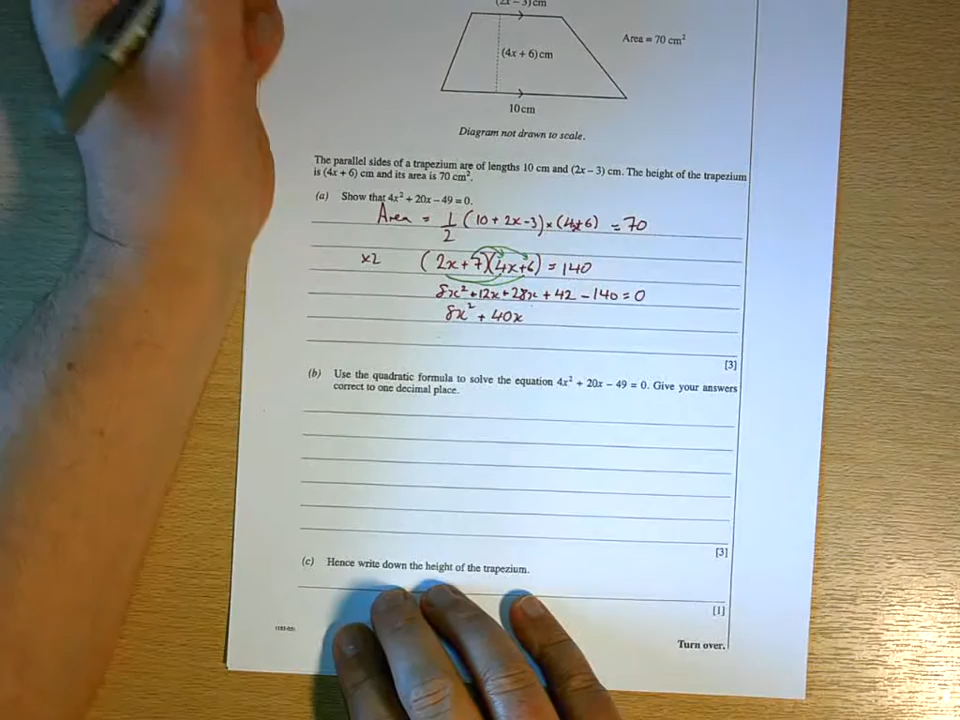 (2x − 3)cm
Area = 70 cm²
(4x + 6)cm
10cm
Diagram not drawn to scale.
The parallel sides of a trapezium are of lengths 10 cm and (2x − 3) cm. The height of the trapezium
is (4x + 6) cm and its area is 70 cm².
(a) Show that 4x² + 20x − 49 = 0.
Area = 1/2 (10 + 2x-3) × (4x+6) = 70
×2 (2x+7)(4x+6) = 140
8x² + 12x + 28x + 42 - 140 = 0
8x² + 40x
[3]
(b) Use the quadratic formula to solve the equation 4x² + 20x − 49 = 0. Give your answers
correct to one decimal place.
[3]
(c) Hence write down the height of the trapezium.
[1]
Turn over.